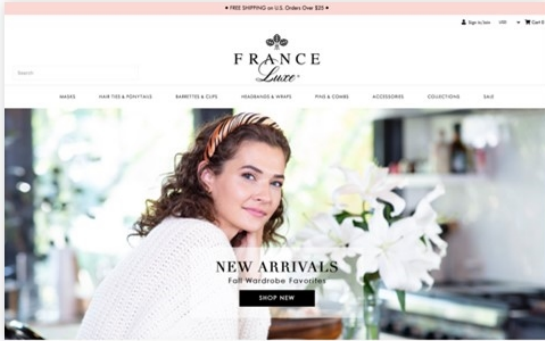 • FREE SHIPPING on U.S. Orders Over $25 •
Sign In/Join USD Cart 0
FRANCE
Luxe
Search
MASKS HAIR TIES & PONYTAILS BARRETTES & CLIPS HEADBANDS & WRAPS PINS & COMBS ACCESSORIES COLLECTIONS SALE
NEW ARRIVALS
Fall Wardrobe Favorites
SHOP NEW